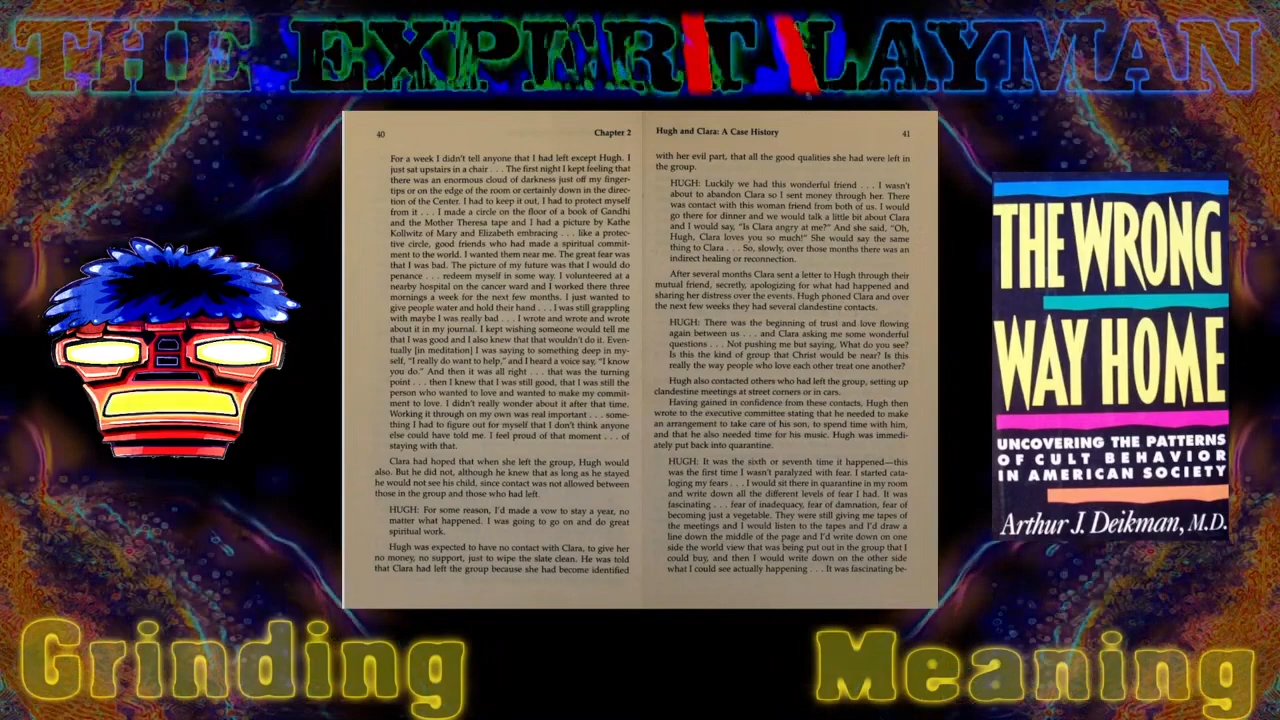 THE EXPERT LAYMAN
40 Chapter 2
For a week I didn't tell anyone that I had left except Hugh. I
just sat upstairs in a chair . . . The first night I kept feeling that
there was an enormous cloud of darkness just off my finger-
tips or on the edge of the room or certainly down in the direc-
tion of the Center. I had to keep it out, I had to protect myself
from it . . . I made a circle on the floor of a book of Gandhi
and the Mother Theresa tape and I had a picture by Kathe
Kollwitz of Mary and Elizabeth embracing . . . like a protec-
tive circle, good friends who had made a spiritual commit-
ment to the world. I wanted them near me. The great fear was
that I was bad. The picture of my future was that I would do
penance . . . redeem myself in some way. I volunteered at a
nearby hospital on the cancer ward and I worked there three
mornings a week for the next few months. I just wanted to
give people water and hold their hand . . . I was still grappling
with maybe I was really bad . . . I wrote and wrote and wrote
about it in my journal. I kept wishing someone would tell me
that I was good and I also knew that that wouldn't do it. Even-
tually [in meditation] I was saying to something deep in my-
self, "I really do want to help," and I heard a voice say, "I know
you do." And then it was all right . . . that was the turning
point . . . then I knew that I was still good, that I was still the
person who wanted to love and wanted to make my commit-
ment to love. I didn't really wonder about it after that time.
Working it through on my own was real important . . . some-
thing I had to figure out for myself that I don't think anyone
else could have told me. I feel proud of that moment . . . of
staying with that.
Clara had hoped that when she left the group, Hugh would
also. But he did not, although he knew that as long as he stayed
he would not see his child, since contact was not allowed between
those in the group and those who had left.
HUGH: For some reason, I'd made a vow to stay a year, no
matter what happened. I was going to go on and do great
spiritual work.
Hugh was expected to have no contact with Clara, to give her
no money, no support, just to wipe the slate clean. He was told
that Clara had left the group because she had become identified
Hugh and Clara: A Case History 41
with her evil part, that all the good qualities she had were left in
the group.
HUGH: Luckily we had this wonderful friend . . . I wasn't
about to abandon Clara so I sent money through her. There
was contact with this woman friend from both of us. I would
go there for dinner and we would talk a little bit about Clara
and I would say, "Is Clara angry at me?" And she said, "Oh,
Hugh, Clara loves you so much!" She would say the same
thing to Clara . . . So, slowly, over those months there was an
indirect healing or reconnection.
After several months Clara sent a letter to Hugh through their
mutual friend, secretly, apologizing for what had happened and
sharing her distress over the events. Hugh phoned Clara and over
the next few weeks they had several clandestine contacts.
HUGH: There was the beginning of trust and love flowing
again between us . . . and Clara asking me some wonderful
questions . . . Not pushing me but saying, What do you see?
Is this the kind of group that Christ would be near? Is this
really the way people who love each other treat one another?
Hugh also contacted others who had left the group, setting up
clandestine meetings at street corners or in cars.
Having gained in confidence from these contacts, Hugh then
wrote to the executive committee stating that he needed to make
an arrangement to take care of his son, to spend time with him,
and that he also needed time for his music. Hugh was immedi-
ately put back into quarantine.
HUGH: It was the sixth or seventh time it happened—this
was the first time I wasn't paralyzed with fear. I started cata-
loging my fears . . . I would sit there in quarantine in my room
and write down all the different levels of fear I had. It was
fascinating . . . fear of inadequacy, fear of damnation, fear of
becoming just a vegetable. They were still giving me tapes of
the meetings and I would listen to the tapes and I'd draw a
line down the middle of the page and I'd write down on one
side the world view that was being put out in the group that I
could buy, and then I would write down on the other side
what I could see actually happening . . . It was fascinating be-
THE WRONG
WAY HOME
UNCOVERING THE PATTERNS
OF CULT BEHAVIOR
IN AMERICAN SOCIETY
Arthur J. Deikman, M.D.
Grinding Meaning